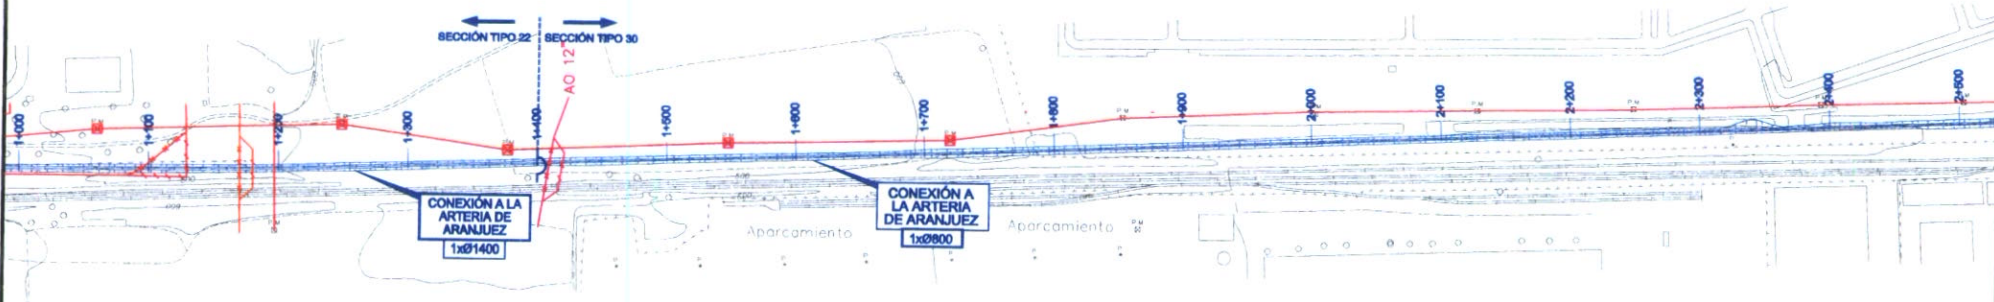 SECCIÓN TIPO 22
SECCIÓN TIPO 30
AO 12"
1+000
1+100
1+200
1+300
1+400
1+500
1+600
1+700
1+800
1+900
2+000
2+100
2+200
2+300
2+400
2+500
CONEXIÓN A LA
ARTERIA DE
ARANJUEZ
1xØ1400
CONEXIÓN A
LA ARTERIA
DE ARANJUEZ
1xØ800
Aparcamiento
Aparcamiento